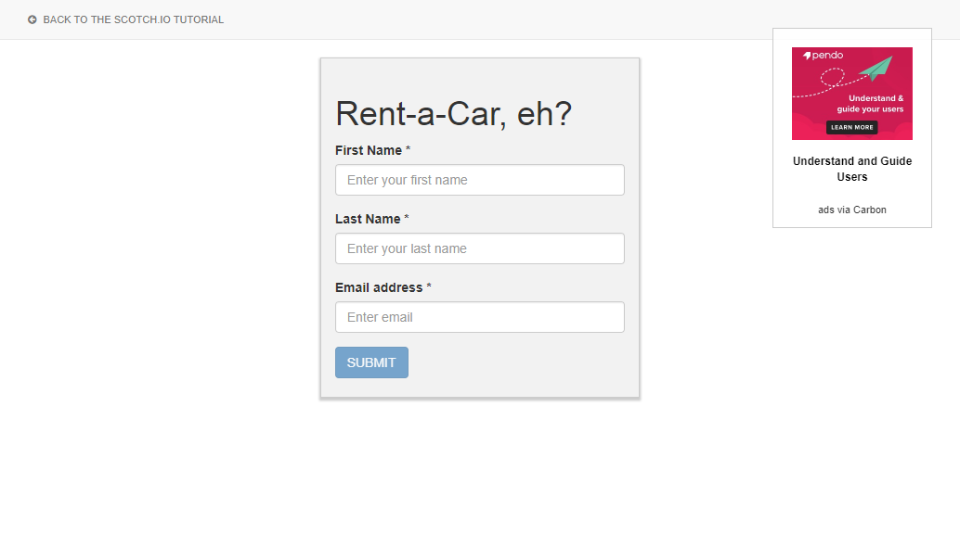 BACK TO THE SCOTCH.IO TUTORIAL
Rent-a-Car, eh?
First Name *
Enter your first name
Last Name *
Enter your last name
Email address *
Enter email
SUBMIT
pendo
Understand &
guide your users
LEARN MORE
Understand and Guide
Users
ads via Carbon